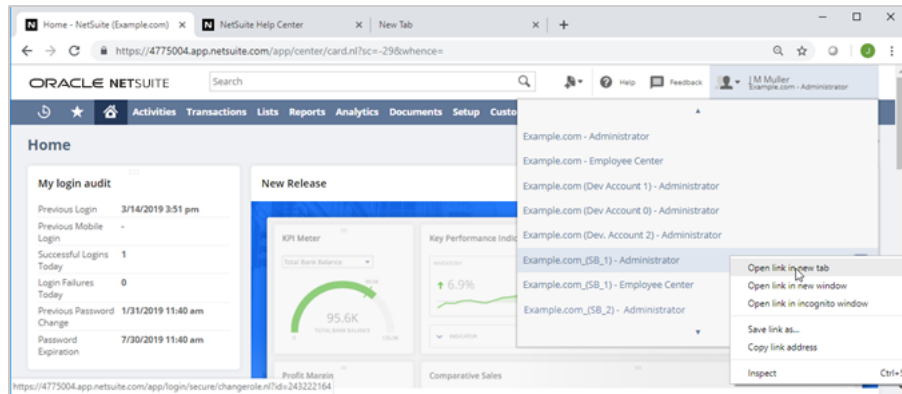 Home - NetSuite (Example.com)
NetSuite Help Center
New Tab
https://4775004.app.netsuite.com/app/center/card.nl?sc=-29&whence=
ORACLE NETSUITE
Search
Help
Feedback
J M Muller
Example.com - Administrator
Activities Transactions Lists Reports Analytics Documents Setup Custo
Home
My login audit
Previous Login 3/14/2019 3:51 pm
Previous Mobile Login -
Successful Logins Today 1
Login Failures Today 0
Previous Password Change 1/31/2019 11:40 am
Password Expiration 7/30/2019 11:40 am
New Release
KPI Meter
Total Bank Balance
95.6K
TOTAL BANK BALANCE
0
Key Performance Indic
INVENTORY
6.9%
INDICATOR
Profit Margin
Comparative Sales
Example.com - Administrator
Example.com - Employee Center
Example.com (Dev Account 1) - Administrator
Example.com (Dev Account 0) - Administrator
Example.com (Dev. Account 2) - Administrator
Example.com_(SB_1) - Administrator
Example.com_(SB_1) - Employee Center
Example.com_(SB_2) - Administrator
Open link in new tab
Open link in new window
Open link in incognito window
Save link as...
Copy link address
Inspect Ctrl+S
https://4775004.app.netsuite.com/app/login/secure/changerole.nl?id=243222164